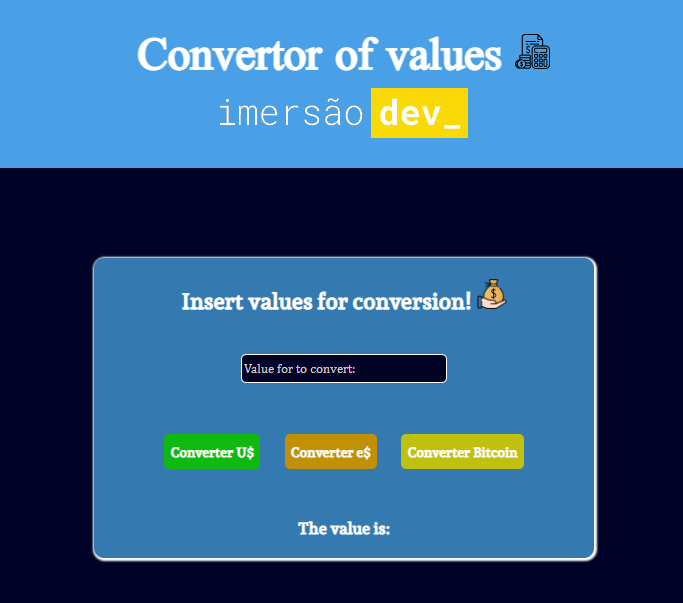 Convertor of values
imersão dev_
Insert values for conversion!
Value for to convert:
Converter U$ Converter e$ Converter Bitcoin
The value is: